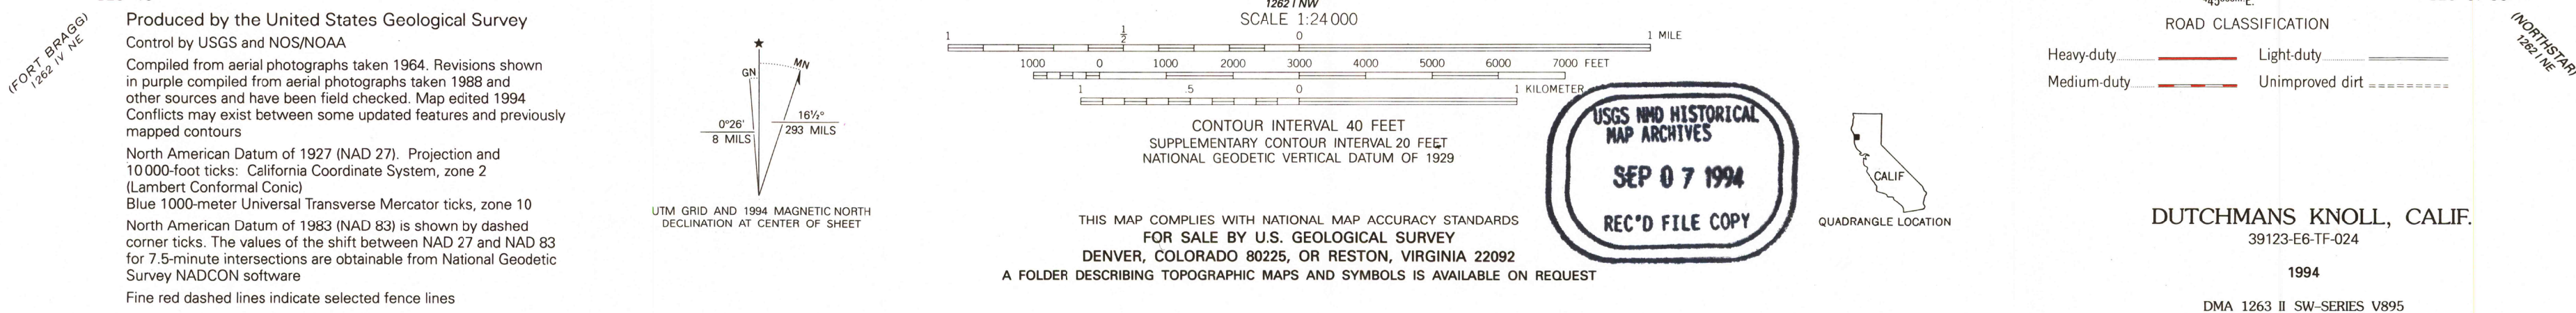 (FORT BRAGG)
1262 IV NE
Produced by the United States Geological Survey
Control by USGS and NOS/NOAA
Compiled from aerial photographs taken 1964. Revisions shown
in purple compiled from aerial photographs taken 1988 and
other sources and have been field checked. Map edited 1994
Conflicts may exist between some updated features and previously
mapped contours
North American Datum of 1927 (NAD 27). Projection and
10 000-foot ticks: California Coordinate System, zone 2
(Lambert Conformal Conic)
Blue 1000-meter Universal Transverse Mercator ticks, zone 10
North American Datum of 1983 (NAD 83) is shown by dashed
corner ticks. The values of the shift between NAD 27 and NAD 83
for 7.5-minute intersections are obtainable from National Geodetic
Survey NADCON software
Fine red dashed lines indicate selected fence lines
★
GN
MN
0°26'
8 MILS
16½°
293 MILS
UTM GRID AND 1994 MAGNETIC NORTH
DECLINATION AT CENTER OF SHEET
1262 I NW
SCALE 1:24 000
1 ½ 0 1 MILE
1000 0 1000 2000 3000 4000 5000 6000 7000 FEET
1 .5 0 1 KILOMETER
CONTOUR INTERVAL 40 FEET
SUPPLEMENTARY CONTOUR INTERVAL 20 FEET
NATIONAL GEODETIC VERTICAL DATUM OF 1929
THIS MAP COMPLIES WITH NATIONAL MAP ACCURACY STANDARDS
FOR SALE BY U.S. GEOLOGICAL SURVEY
DENVER, COLORADO 80225, OR RESTON, VIRGINIA 22092
A FOLDER DESCRIBING TOPOGRAPHIC MAPS AND SYMBOLS IS AVAILABLE ON REQUEST
USGS NMD HISTORICAL
MAP ARCHIVES
SEP 07 1994
REC'D FILE COPY
CALIF
QUADRANGLE LOCATION
ROAD CLASSIFICATION
Heavy-duty Light-duty
Medium-duty Unimproved dirt
(NORTHSTAR)
1262 I NE
DUTCHMANS KNOLL, CALIF.
39123-E6-TF-024
1994
DMA 1263 II SW-SERIES V895